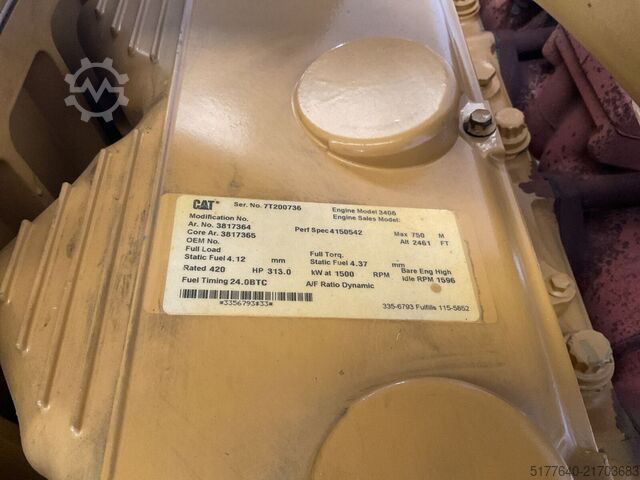 CAT Ser. No. 7T200736 Engine Model 3406
Modification No. Engine Sales Model:
Ar. No. 3817364
Core Ar. 3817365 Perf Spec 4150542 Max 750 M
OEM No. Alt 2461 FT
Full Load Full Torq.
Static Fuel 4.12 mm Static Fuel 4.37 mm
Rated 420 HP 313.0 kW at 1500 RPM Bare Eng High
Idle RPM 1596
Fuel Timing 24.0BTC A/F Ratio Dynamic
*3356793#33*
335-6793 Fulfills 115-5852
5177640-21703683